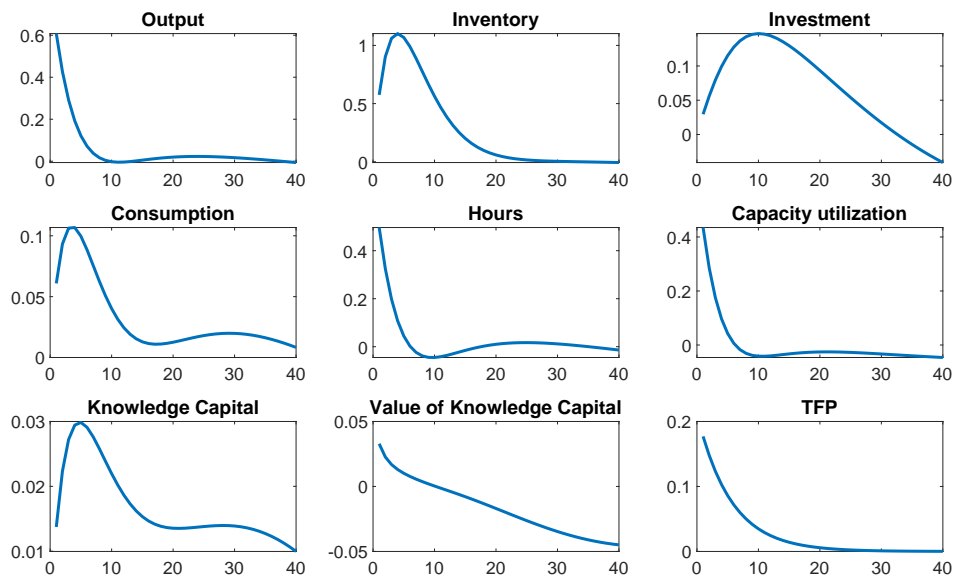 Output
0.6
0.4
0.2
0
0 10 20 30 40
Inventory
1
0.5
0
0 10 20 30 40
Investment
0.1
0.05
0
0 10 20 30 40
Consumption
0.1
0.05
0
0 10 20 30 40
Hours
0.4
0.2
0
0 10 20 30 40
Capacity utilization
0.4
0.2
0
0 10 20 30 40
Knowledge Capital
0.03
0.02
0.01
0 10 20 30 40
Value of Knowledge Capital
0.05
0
-0.05
0 10 20 30 40
TFP
0.2
0.1
0
0 10 20 30 40